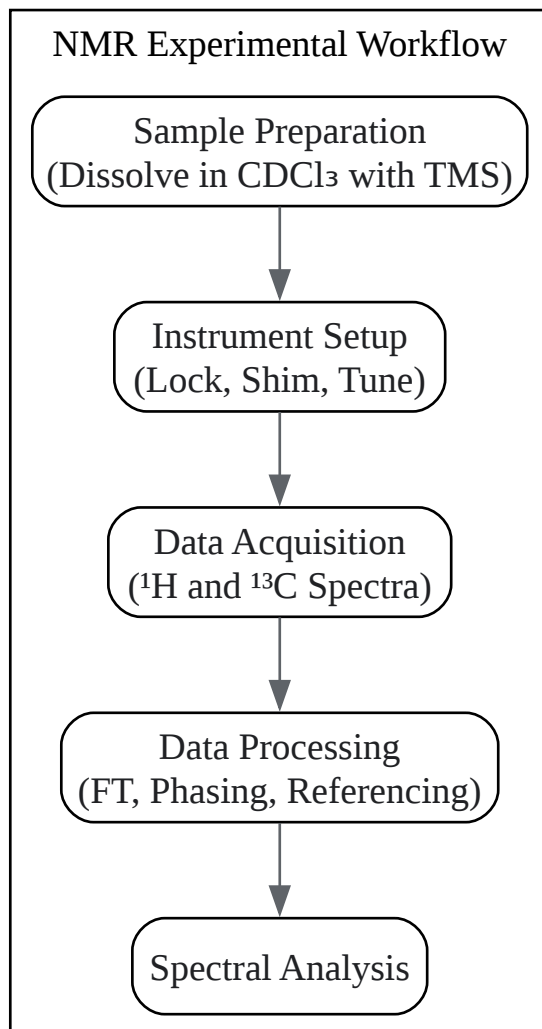 NMR Experimental Workflow
Sample Preparation
(Dissolve in CDCl₃ with TMS)
Instrument Setup
(Lock, Shim, Tune)
Data Acquisition
(¹H and ¹³C Spectra)
Data Processing
(FT, Phasing, Referencing)
Spectral Analysis